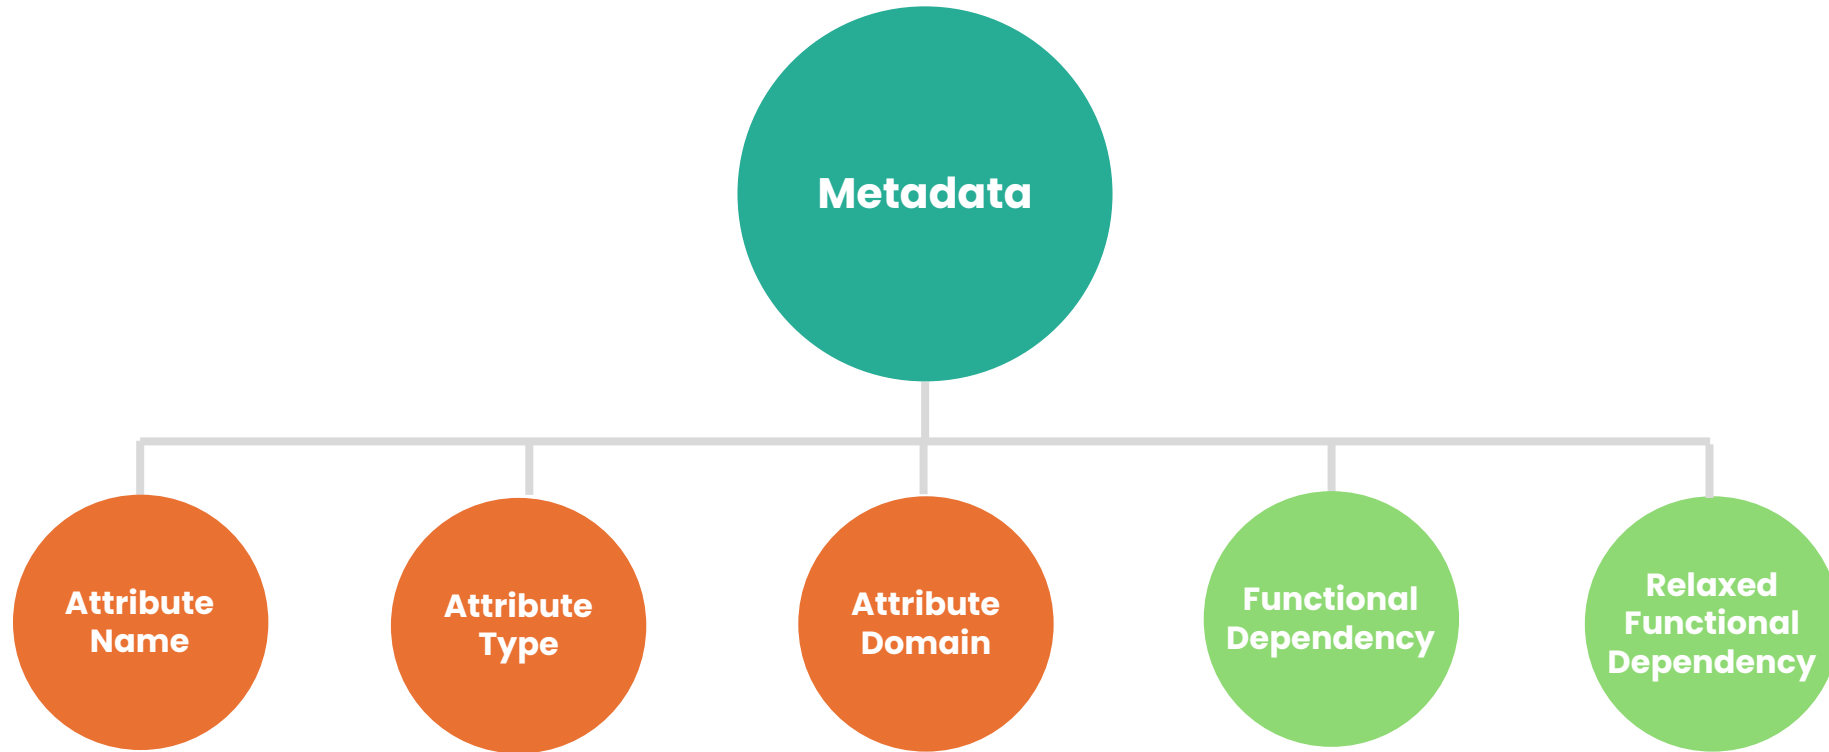 Metadata
Attribute
Name
Attribute
Type
Attribute
Domain
Functional
Dependency
Relaxed
Functional
Dependency